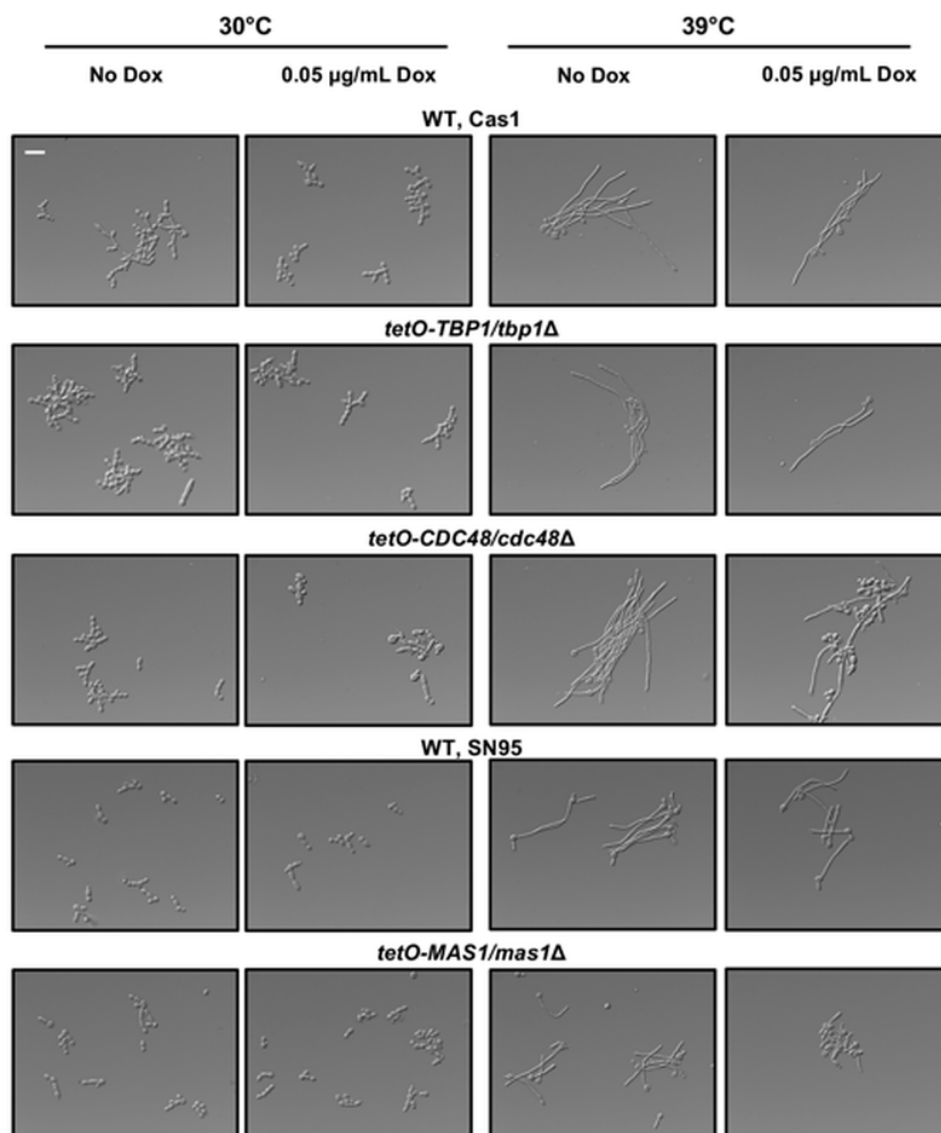 30°C 39°C
No Dox 0.05 µg/mL Dox No Dox 0.05 µg/mL Dox
WT, Cas1
tetO-TBP1/tbp1Δ
tetO-CDC48/cdc48Δ
WT, SN95
tetO-MAS1/mas1Δ